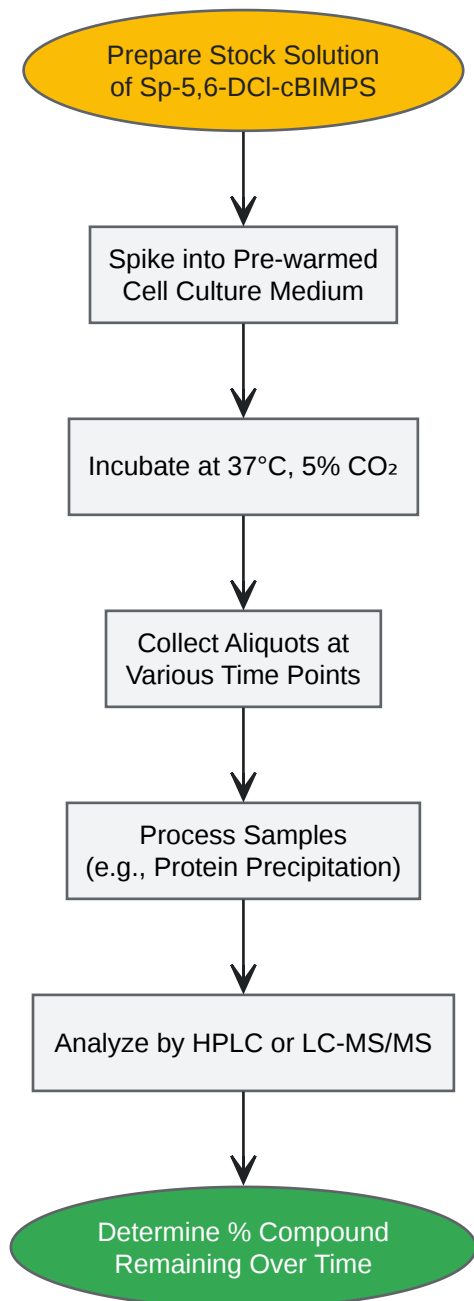 Prepare Stock Solution
of Sp-5,6-DCl-cBIMPS
Spike into Pre-warmed
Cell Culture Medium
Incubate at 37°C, 5% CO₂
Collect Aliquots at
Various Time Points
Process Samples
(e.g., Protein Precipitation)
Analyze by HPLC or LC-MS/MS
Determine % Compound
Remaining Over Time